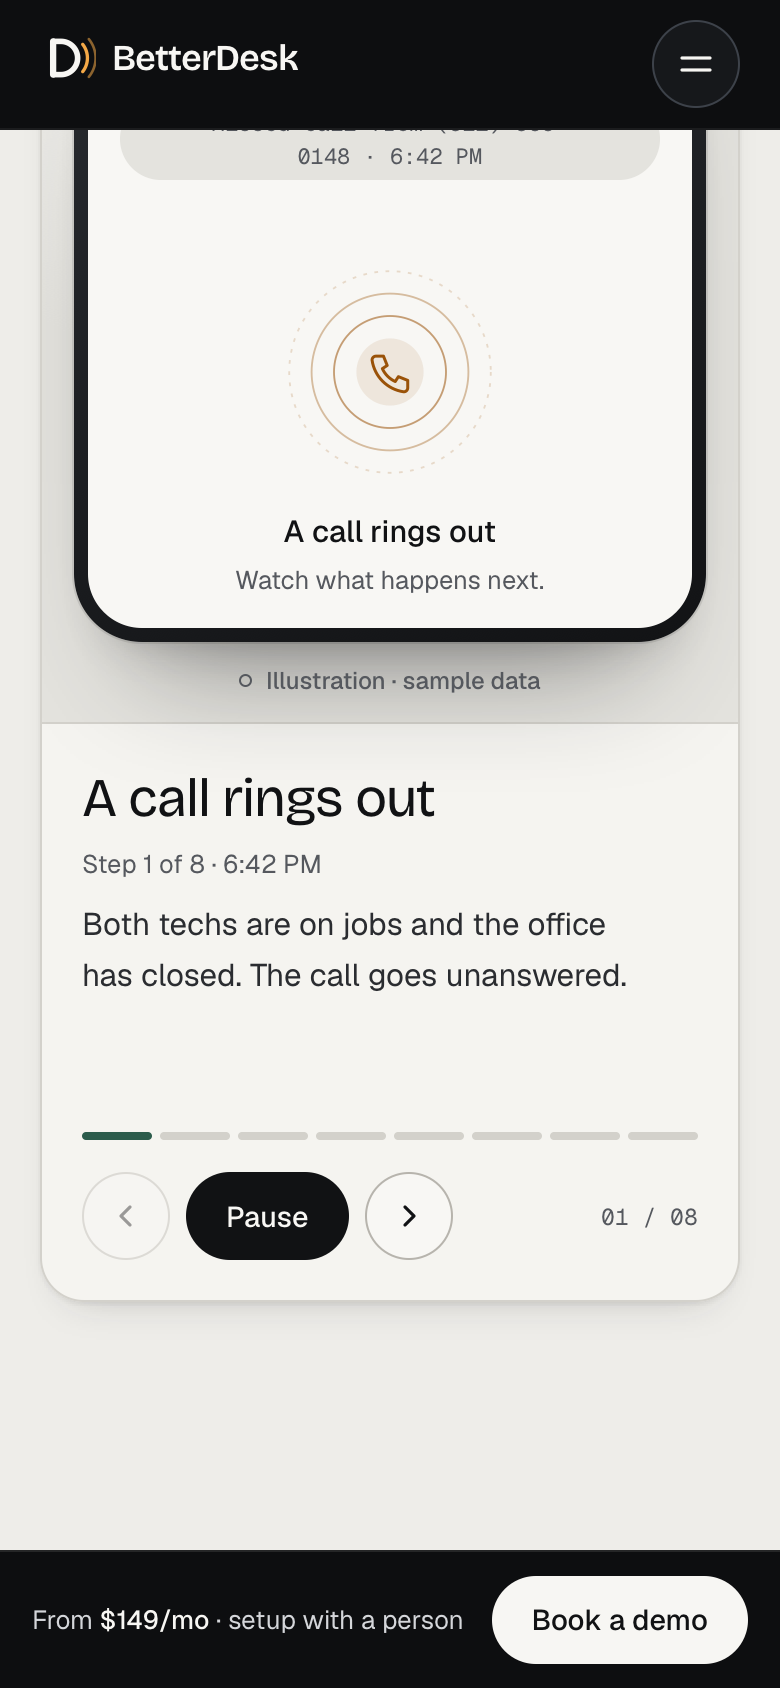 BetterDesk
0148 · 6:42 PM
A call rings out
Watch what happens next.
Illustration · sample data
A call rings out
Step 1 of 8 · 6:42 PM
Both techs are on jobs and the office
has closed. The call goes unanswered.
Pause
01 / 08
From $149/mo · setup with a person
Book a demo